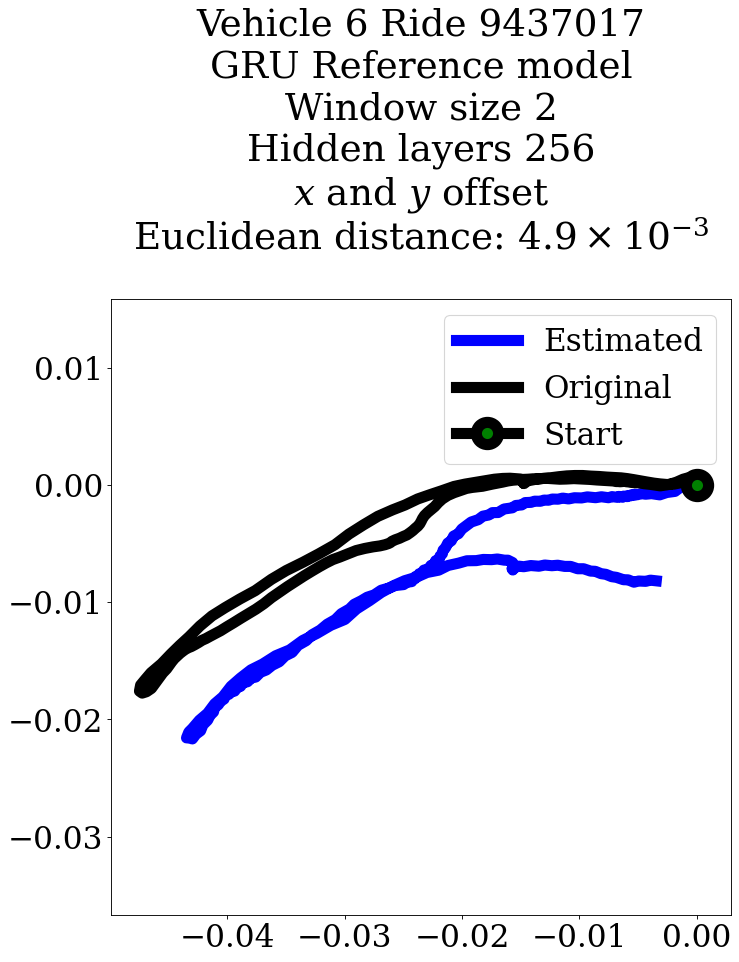 Vehicle 6 Ride 9437017
GRU Reference model
Window size 2
Hidden layers 256
x and y offset
Euclidean distance: 4.9 × 10⁻³
Estimated
Original
Start
0.01
0.00
−0.01
−0.02
−0.03
−0.04 −0.03 −0.02 −0.01 0.00